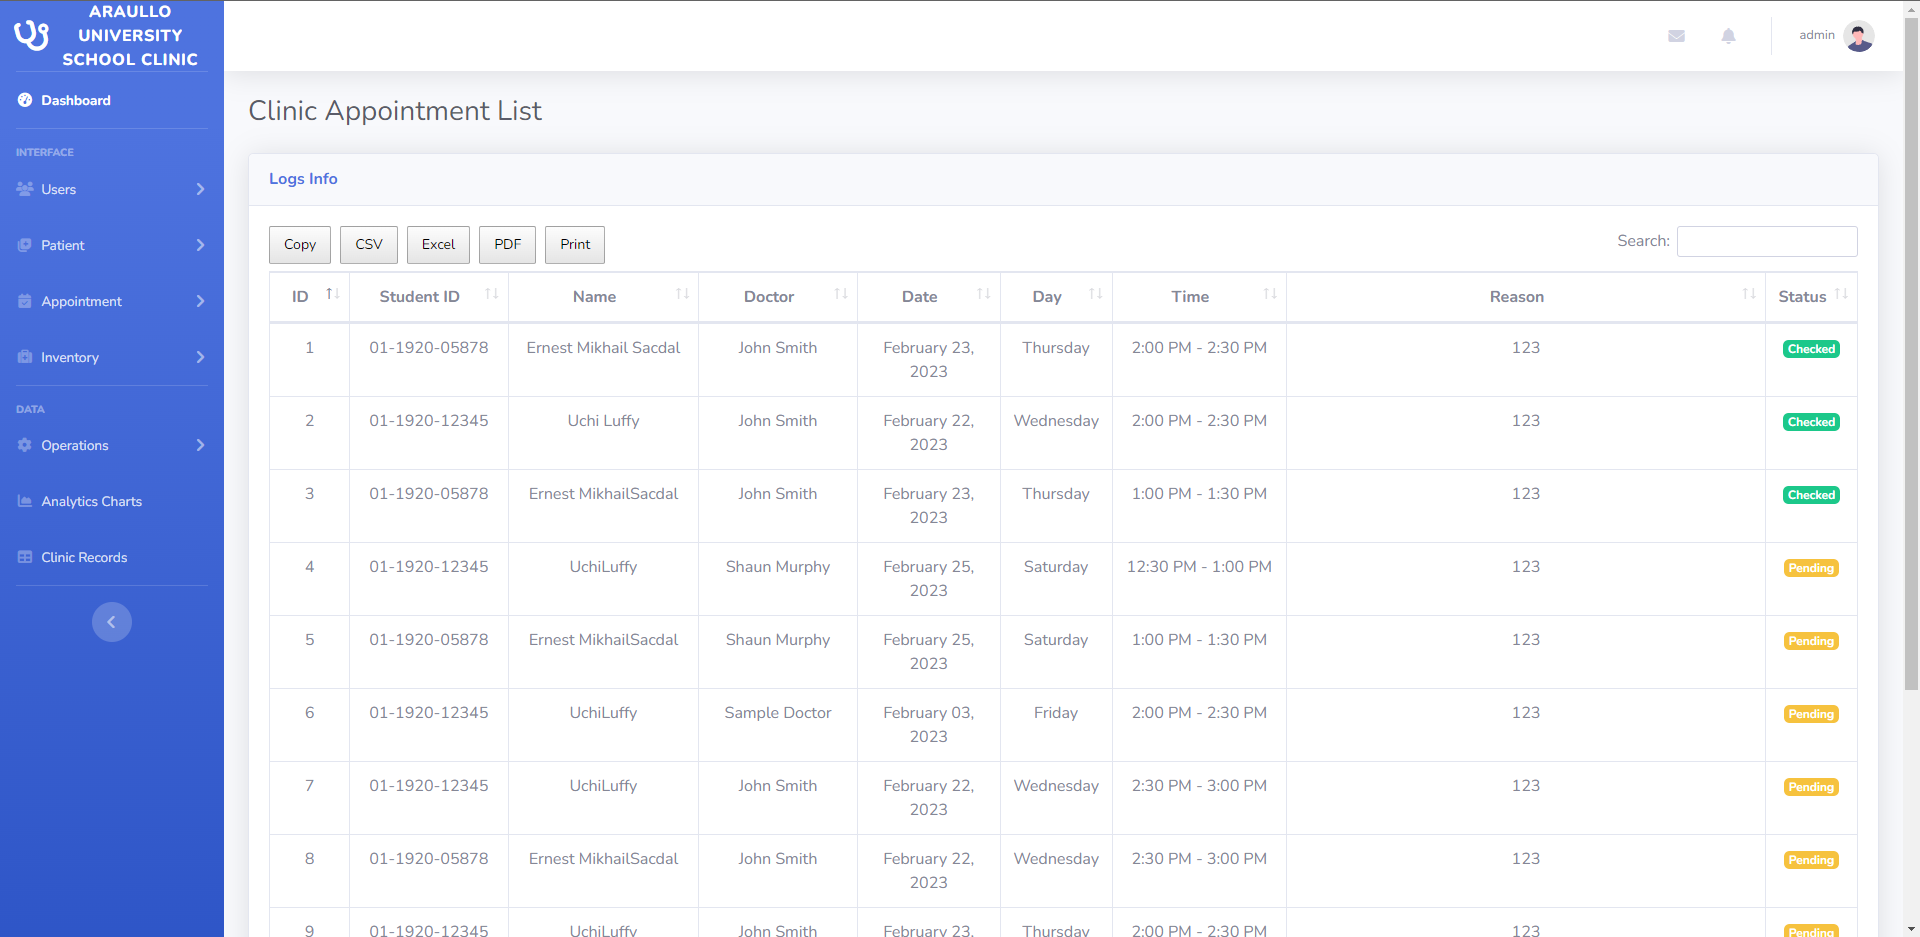 ARAULLO
UNIVERSITY
SCHOOL CLINIC
admin
Dashboard
INTERFACE
Users
Patient
Appointment
Inventory
DATA
Operations
Analytics Charts
Clinic Records
Clinic Appointment List
Logs Info
Copy CSV Excel PDF Print Search:
ID Student ID Name Doctor Date Day Time Reason Status
1 01-1920-05878 Ernest Mikhail Sacdal John Smith February 23, 2023 Thursday 2:00 PM - 2:30 PM 123 Checked
2 01-1920-12345 Uchi Luffy John Smith February 22, 2023 Wednesday 2:00 PM - 2:30 PM 123 Checked
3 01-1920-05878 Ernest MikhailSacdal John Smith February 23, 2023 Thursday 1:00 PM - 1:30 PM 123 Checked
4 01-1920-12345 UchiLuffy Shaun Murphy February 25, 2023 Saturday 12:30 PM - 1:00 PM 123 Pending
5 01-1920-05878 Ernest MikhailSacdal Shaun Murphy February 25, 2023 Saturday 1:00 PM - 1:30 PM 123 Pending
6 01-1920-12345 UchiLuffy Sample Doctor February 03, 2023 Friday 2:00 PM - 2:30 PM 123 Pending
7 01-1920-12345 UchiLuffy John Smith February 22, 2023 Wednesday 2:30 PM - 3:00 PM 123 Pending
8 01-1920-05878 Ernest MikhailSacdal John Smith February 22, 2023 Wednesday 2:30 PM - 3:00 PM 123 Pending
9 01-1920-12345 UchiLuffy John Smith February 23, Thursday 2:00 PM - 2:30 PM 123 Pending